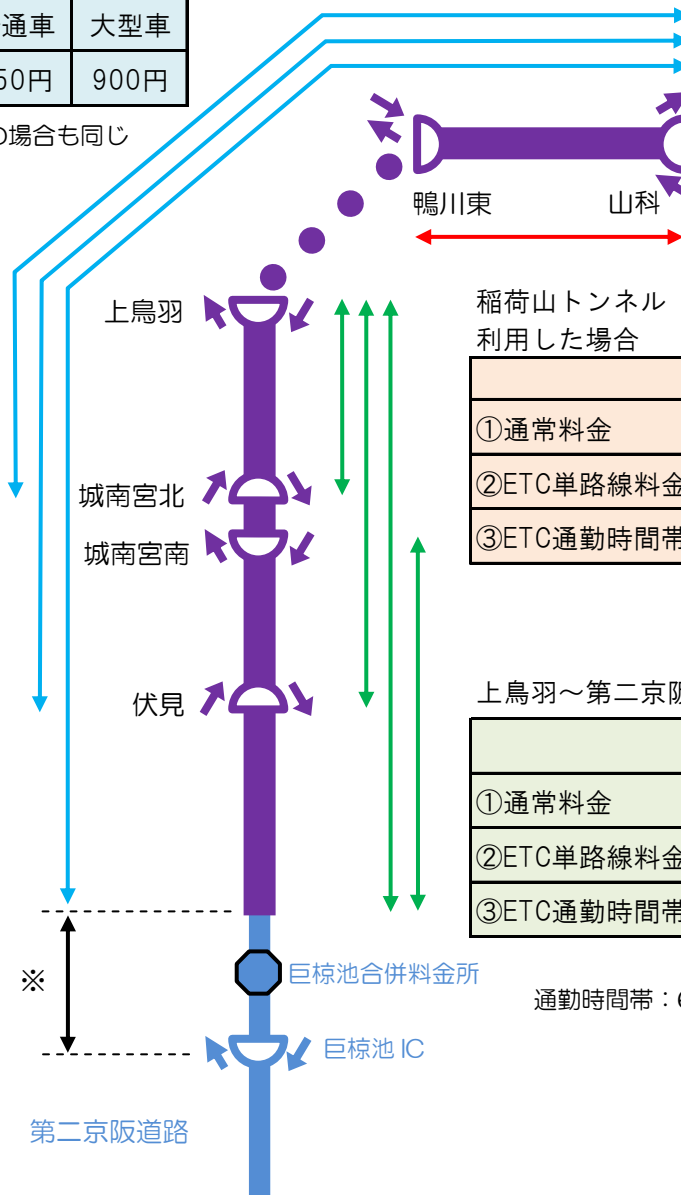 通車 大型車
50円 900円
の場合も同じ
鴨川東 山科
稲荷山トンネル
利用した場合
上鳥羽
①通常料金
②ETC単路線料金
③ETC通勤時間帯
城南宮北
城南宮南
伏見
上鳥羽～第二京阪
①通常料金
②ETC単路線料金
③ETC通勤時間帯
※
巨椋池合併料金所
通勤時間帯：6
巨椋池IC
第二京阪道路